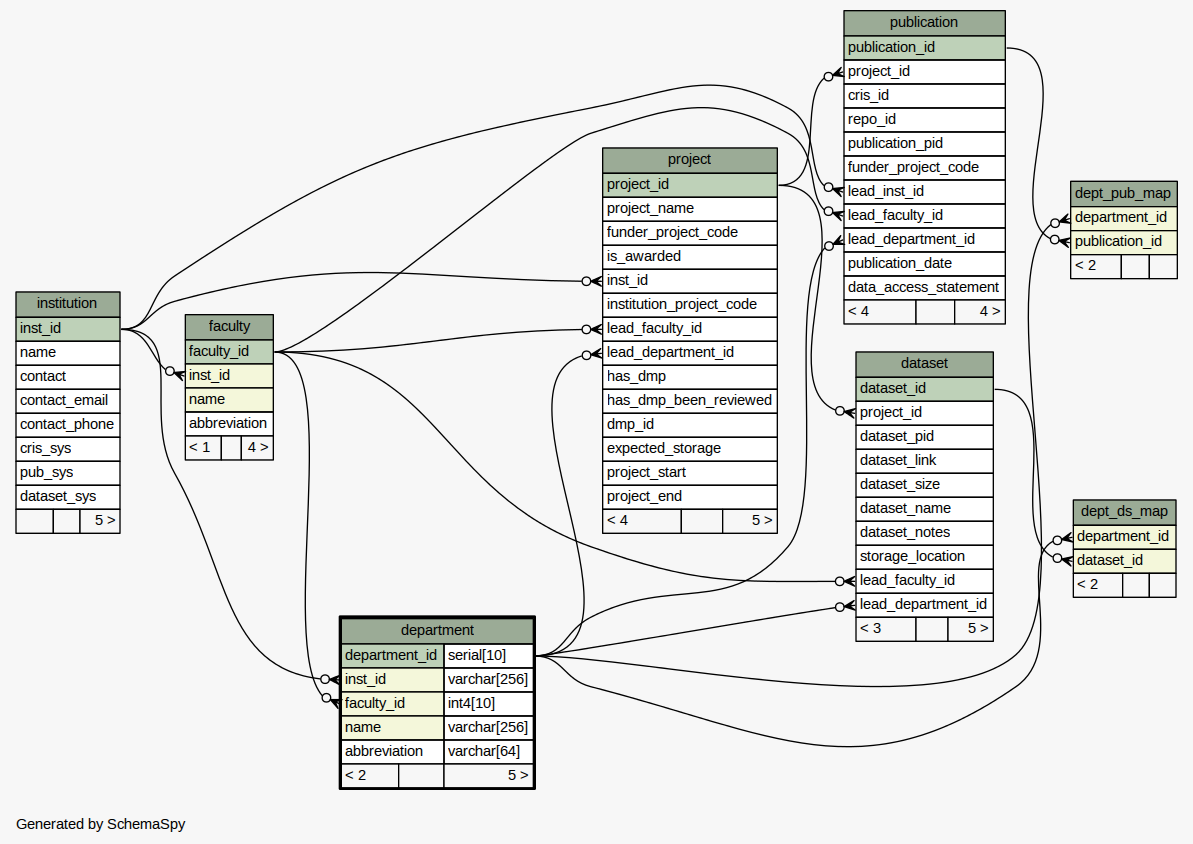 publication
publication_id
project_id
cris_id
repo_id
publication_pid
funder_project_code
lead_inst_id
lead_faculty_id
lead_department_id
publication_date
data_access_statement
< 4 4 >
project
project_id
project_name
funder_project_code
is_awarded
inst_id
institution_project_code
lead_faculty_id
lead_department_id
has_dmp
has_dmp_been_reviewed
dmp_id
expected_storage
project_start
project_end
< 4 5 >
dept_pub_map
department_id
publication_id
< 2
institution
inst_id
name
contact
contact_email
contact_phone
cris_sys
pub_sys
dataset_sys
5 >
faculty
faculty_id
inst_id
name
abbreviation
< 1 4 >
dataset
dataset_id
project_id
dataset_pid
dataset_link
dataset_size
dataset_name
dataset_notes
storage_location
lead_faculty_id
lead_department_id
< 3 5 >
dept_ds_map
department_id
dataset_id
< 2
department
department_id serial[10]
inst_id varchar[256]
faculty_id int4[10]
name varchar[256]
abbreviation varchar[64]
< 2 5 >
Generated by SchemaSpy